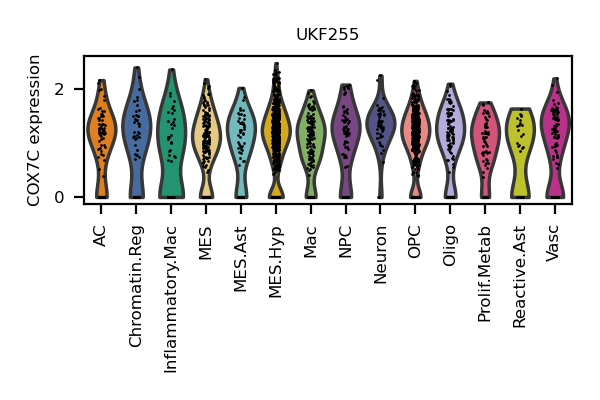 UKF255
COX7C expression
2
0
AC
Chromatin.Reg
Inflammatory.Mac
MES
MES.Ast
MES.Hyp
Mac
NPC
Neuron
OPC
Oligo
Prolif.Metab
Reactive.Ast
Vasc